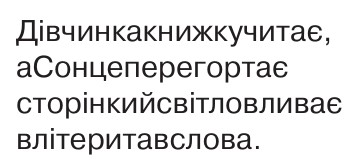 Дівчинкакнижкучитає,
аСонцеперегортає
сторінкийсвітловливає
влітеритавслова.